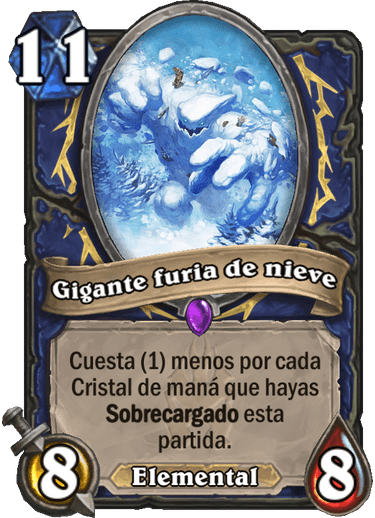 11
Gigante furia de nieve
Cuesta (1) menos por cada
Cristal de maná que hayas
Sobrecargado esta
partida.
8
Elemental
8